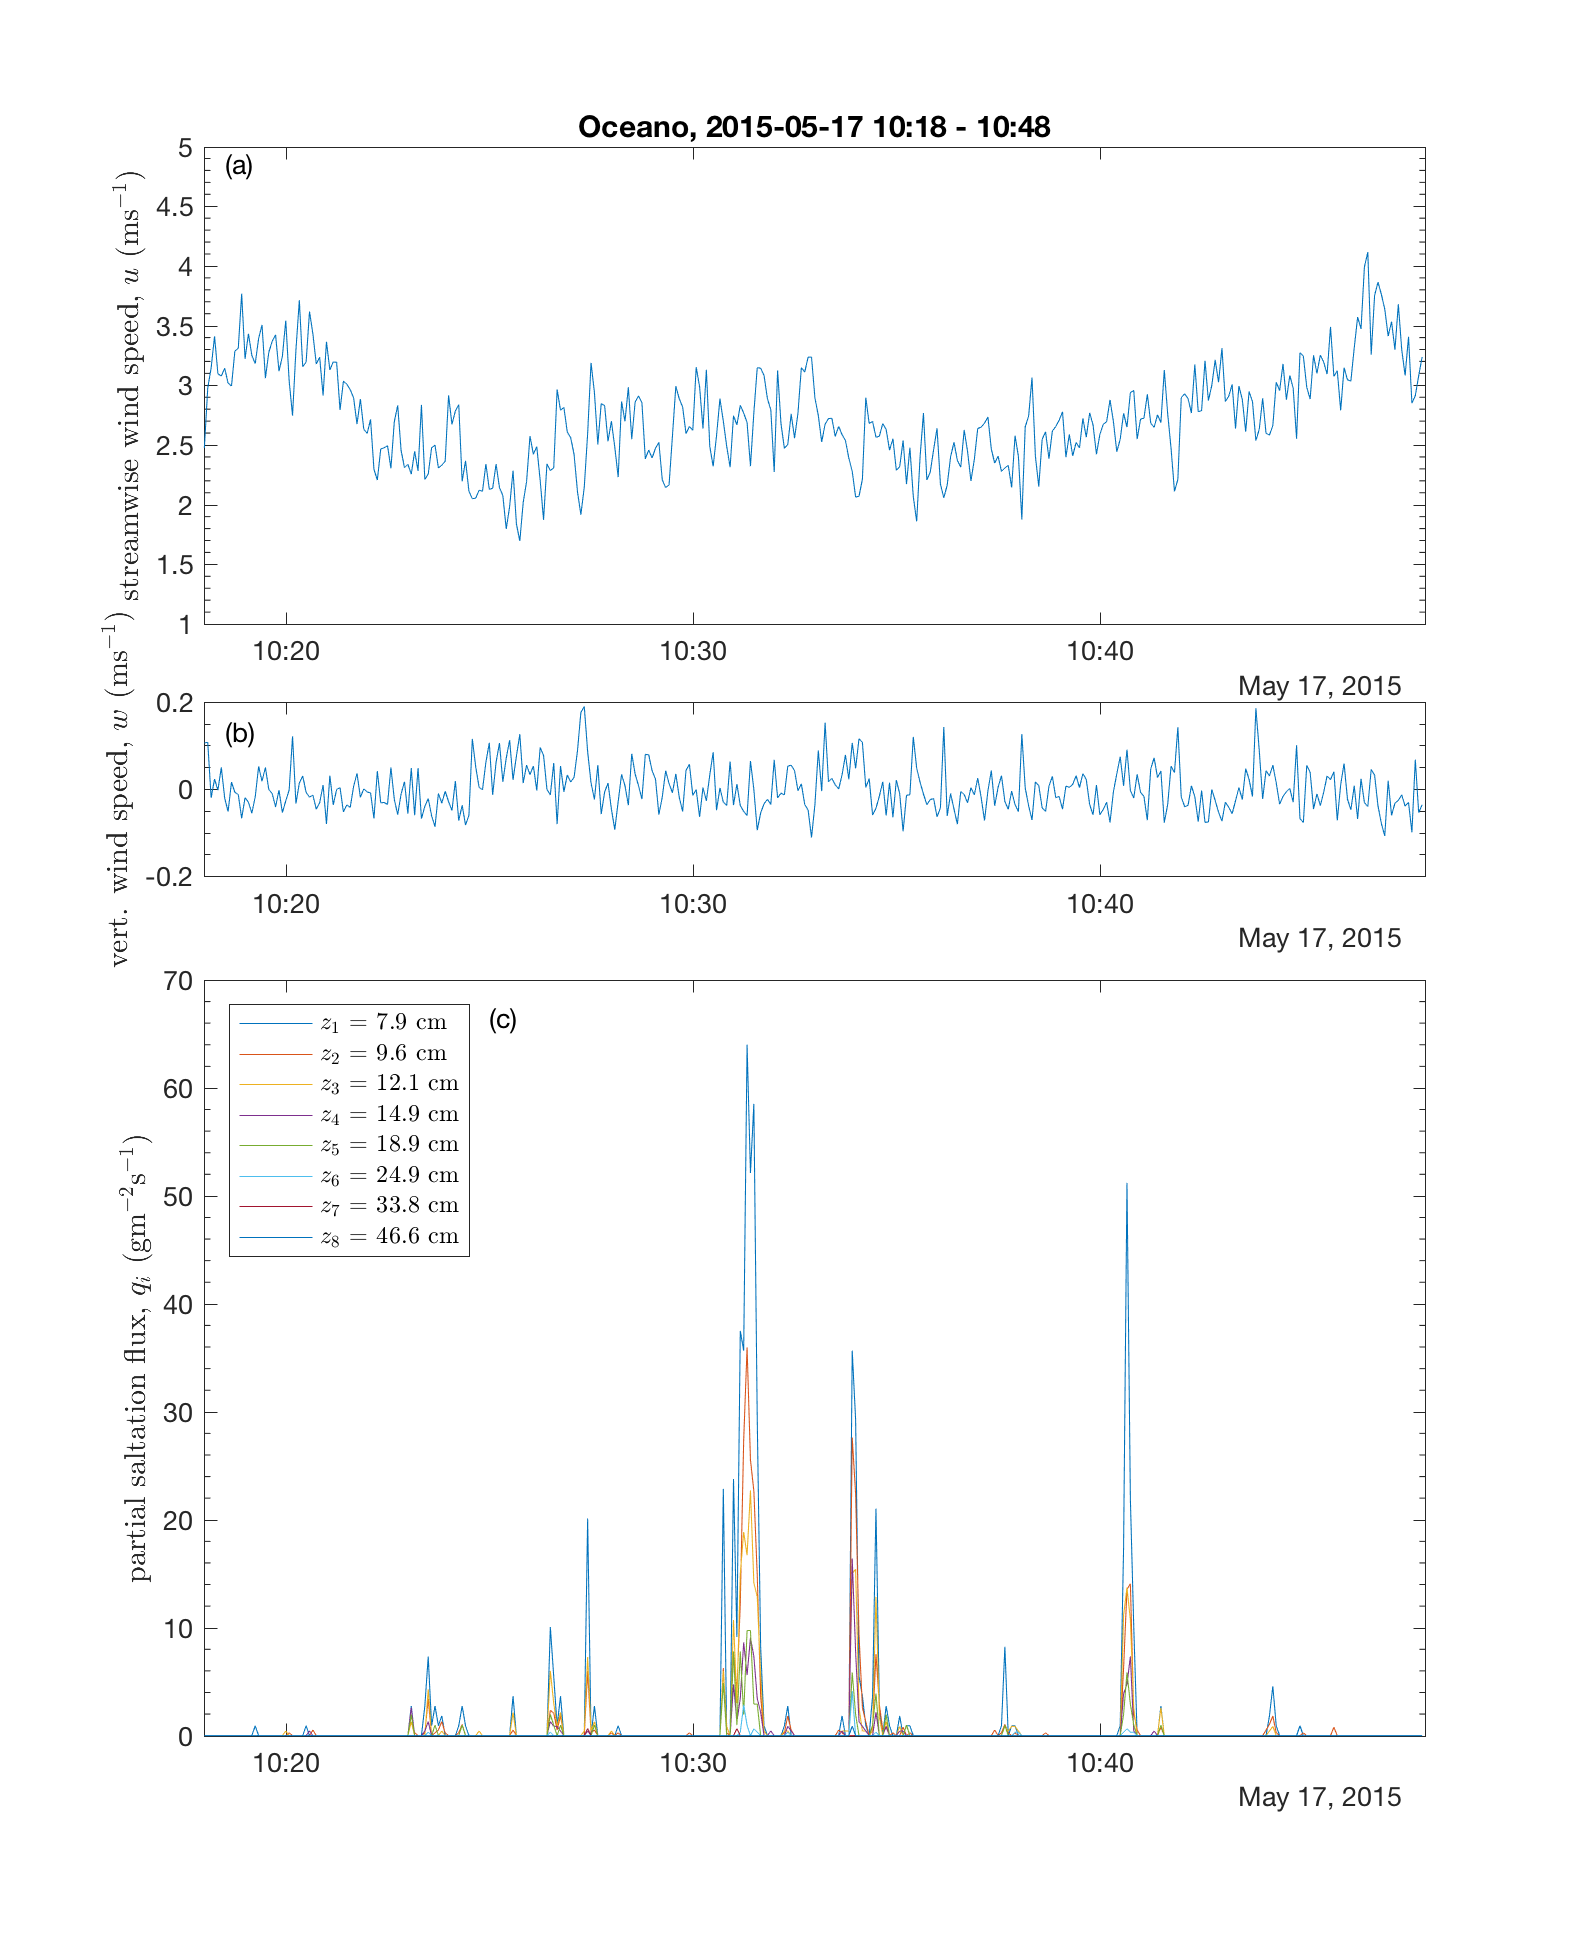 Oceano, 2015-05-17 10:18 - 10:48
(a)
streamwise wind speed, u (ms⁻¹)
5
4.5
4
3.5
3
2.5
2
1.5
1
10:20 10:30 10:40
May 17, 2015
(b)
vert. wind speed, w (ms⁻¹)
0.2
0
-0.2
10:20 10:30 10:40
May 17, 2015
(c)
partial saltation flux, qᵢ (gm⁻²s⁻¹)
70
60
50
40
30
20
10
0
z₁ = 7.9 cm
z₂ = 9.6 cm
z₃ = 12.1 cm
z₄ = 14.9 cm
z₅ = 18.9 cm
z₆ = 24.9 cm
z₇ = 33.8 cm
z₈ = 46.6 cm
10:20 10:30 10:40
May 17, 2015